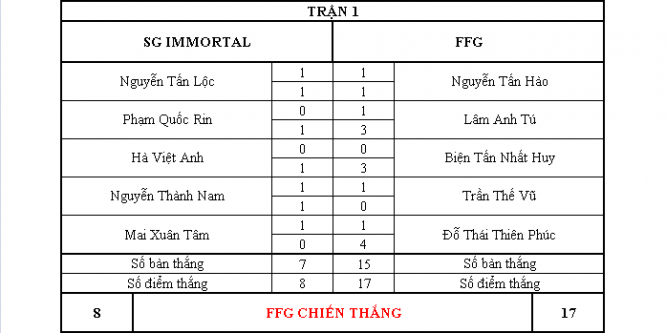 TRẬN 1
SG IMMORTAL FFG
Nguyễn Tấn Lộc 1 1 Nguyễn Tấn Hào
1 1
Phạm Quốc Rin 0 1 Lâm Anh Tú
1 3
Hà Việt Anh 0 0 Biện Tấn Nhất Huy
1 3
Nguyễn Thành Nam 1 1 Trần Thế Vũ
1 0
Mai Xuân Tâm 1 1 Đỗ Thái Thiên Phúc
0 4
Số bàn thắng 7 15 Số bàn thắng
Số điểm thắng 8 17 Số điểm thắng
8 FFG CHIẾN THẮNG 17